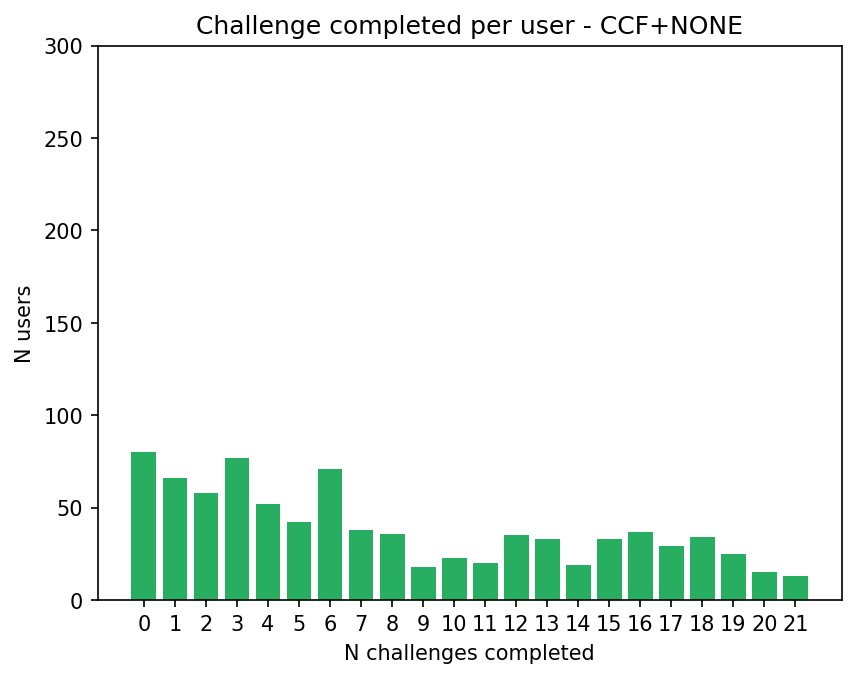 Challenge completed per user - CCF+NONE
300
250
200
150
100
50
0
N users
0 1 2 3 4 5 6 7 8 9 10 11 12 13 14 15 16 17 18 19 20 21
N challenges completed